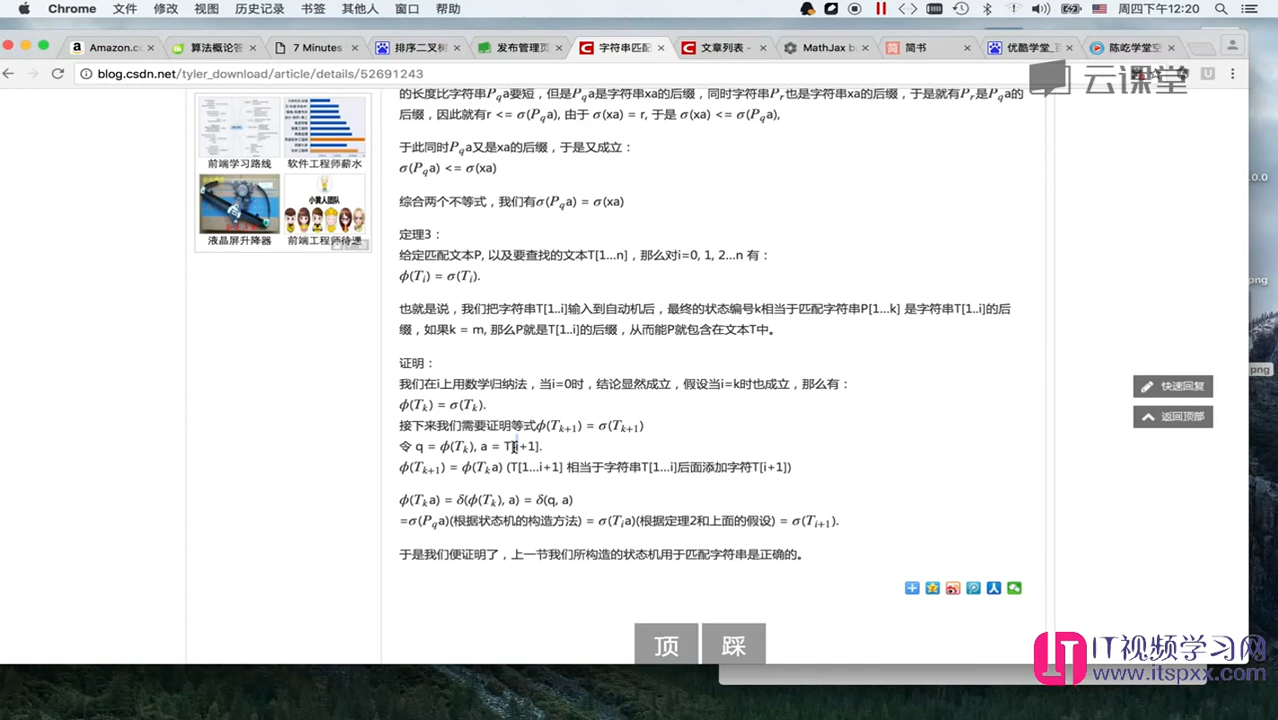 Chrome 文件 修改 视图 历史记录 书签 其他人 窗口 帮助 周四下午12:20
Amazon.c 算法概论答 7 Minutes 排序二叉树 发布管理页 字符串匹配 文章列表 - MathJax b 简书 优酷学堂_百 陈屹学堂空
blog.csdn.net/tyler_download/article/details/52691243
云课堂
长度比字符串Pqa要短，但是Pqa是字符串xa的后缀，同时字符串Pr也是字符串xa的后缀，于是就有Pr是Pqa的
后缀，因此就有r <= σ(Pqa), 由于 σ(xa) = r, 于是 σ(xa) <= σ(Pqa),
前端学习路线 软件工程师薪水
于此同时Pqa又是xa的后缀，于是又成立：
σ(Pqa) <= σ(xa)
小黄人团队
综合两个不等式，我们有σ(Pqa) = σ(xa)
液晶屏升降器 前端工程师待遇
定理3：
给定匹配文本P, 以及要查找的文本T[1...n]，那么对i=0, 1, 2...n 有：
ϕ(Ti) = σ(Ti).
也就是说，我们把字符串T[1..i]输入到自动机后，最终的状态编号k相当于匹配字符串P[1...k] 是字符串T[1..i]的后
缀，如果k = m, 那么P就是T[1..i]的后缀，从而能P就包含在文本T中。
证明：
我们在i上用数学归纳法，当i=0时，结论显然成立，假设当i=k时也成立，那么有：
ϕ(Tk) = σ(Tk).
接下来我们需要证明等式ϕ(Tk+1) = σ(Tk+1)
令 q = ϕ(Tk), a = T[i+1].
ϕ(Tk+1) = ϕ(Tka) (T[1...i+1] 相当于字符串T[1...i]后面添加字符T[i+1])
ϕ(Tka) = δ(ϕ(Tk), a) = δ(q, a)
=σ(Pqa)(根据状态机的构造方法) = σ(Tia)(根据定理2和上面的假设) = σ(Ti+1).
于是我们便证明了，上一节我们所构造的状态机用于匹配字符串是正确的。
快速回复
返回顶部
顶 踩
0.0
png
png
IT视频学习网
www.itspxx.com